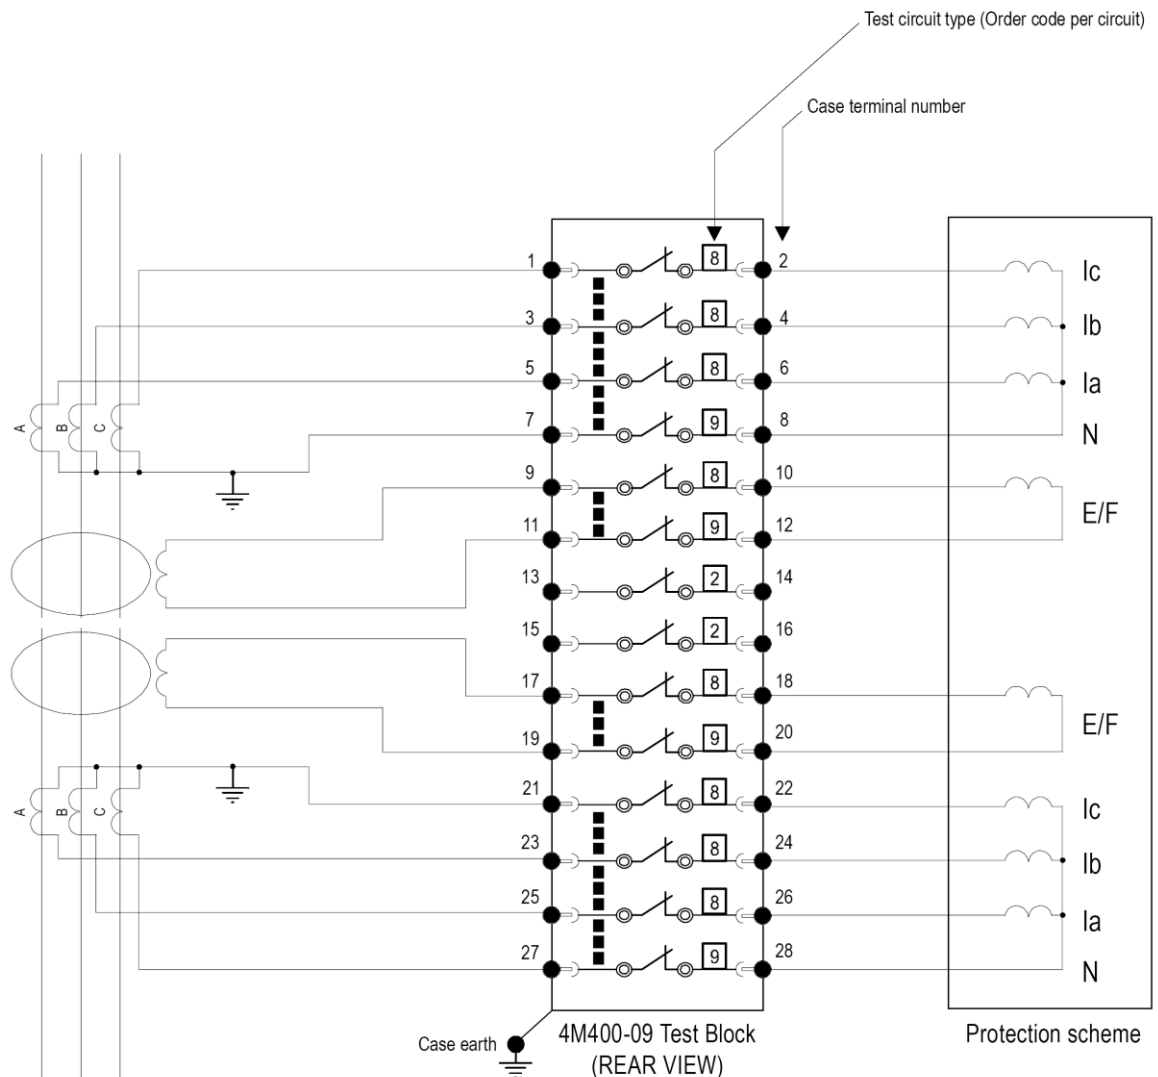 Test circuit type (Order code per circuit)
Case terminal number
1 8 2 Ic
3 8 4 Ib
5 8 6 Ia
A B C
7 9 8 N
9 8 10
E/F
11 9 12
13 2 14
15 2 16
17 8 18
E/F
19 9 20
21 8 22 Ic
A B C
23 8 24 Ib
25 8 26 Ia
27 9 28 N
Case earth
4M400-09 Test Block
(REAR VIEW)
Protection scheme